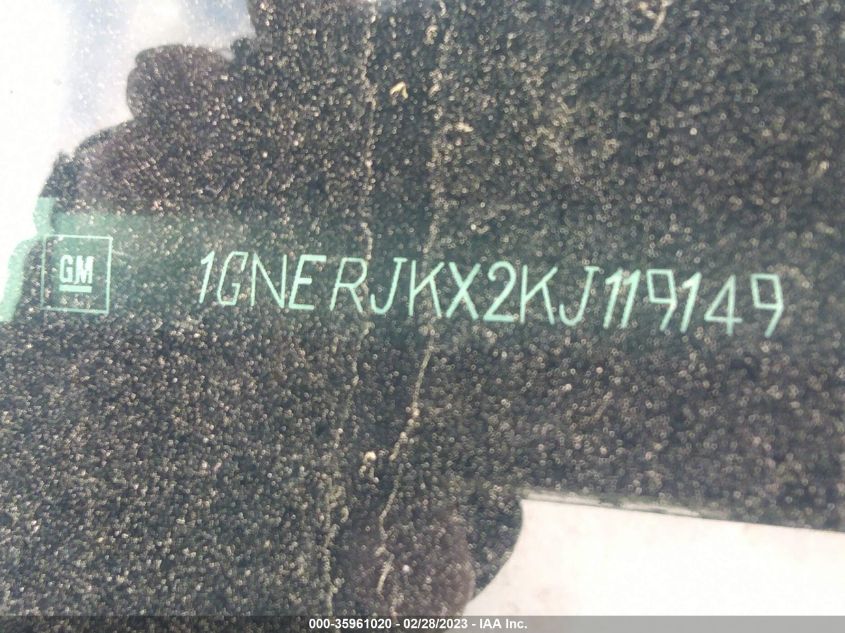 GM
1GNERJKX2KJ119149
000-35961020 - 02/28/2023 - IAA Inc.